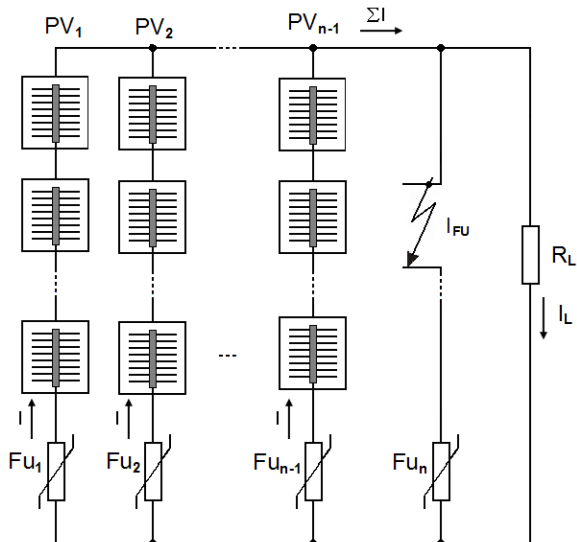 PV1 PV2 PVn-1 ΣI
IFU
RL
IL
I I I
Fu1 Fu2 Fun-1 Fun